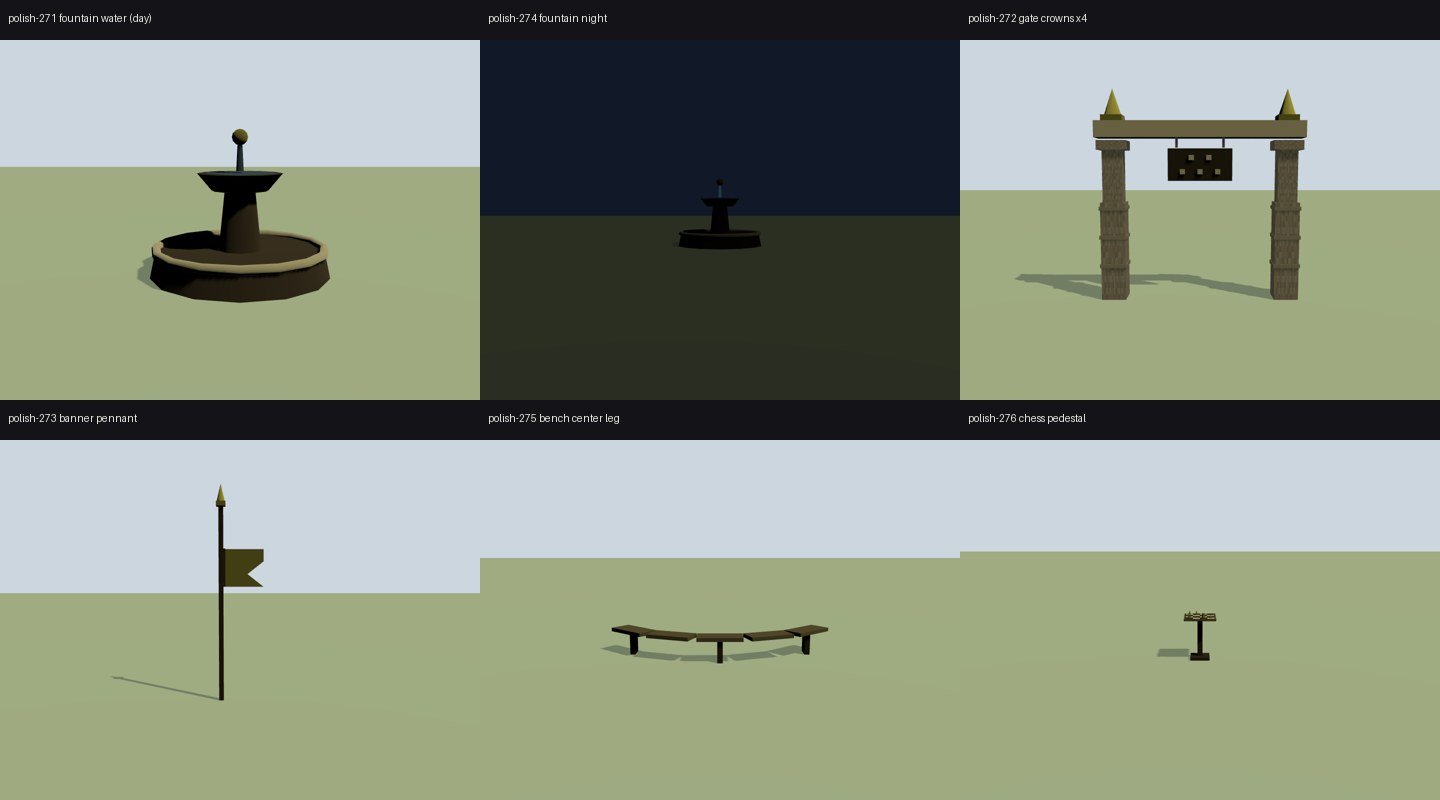 polish-271 fountain water (day)
polish-274 fountain night
polish-272 gate crowns x4
polish-273 banner pennant
polish-275 bench center leg
polish-276 chess pedestal